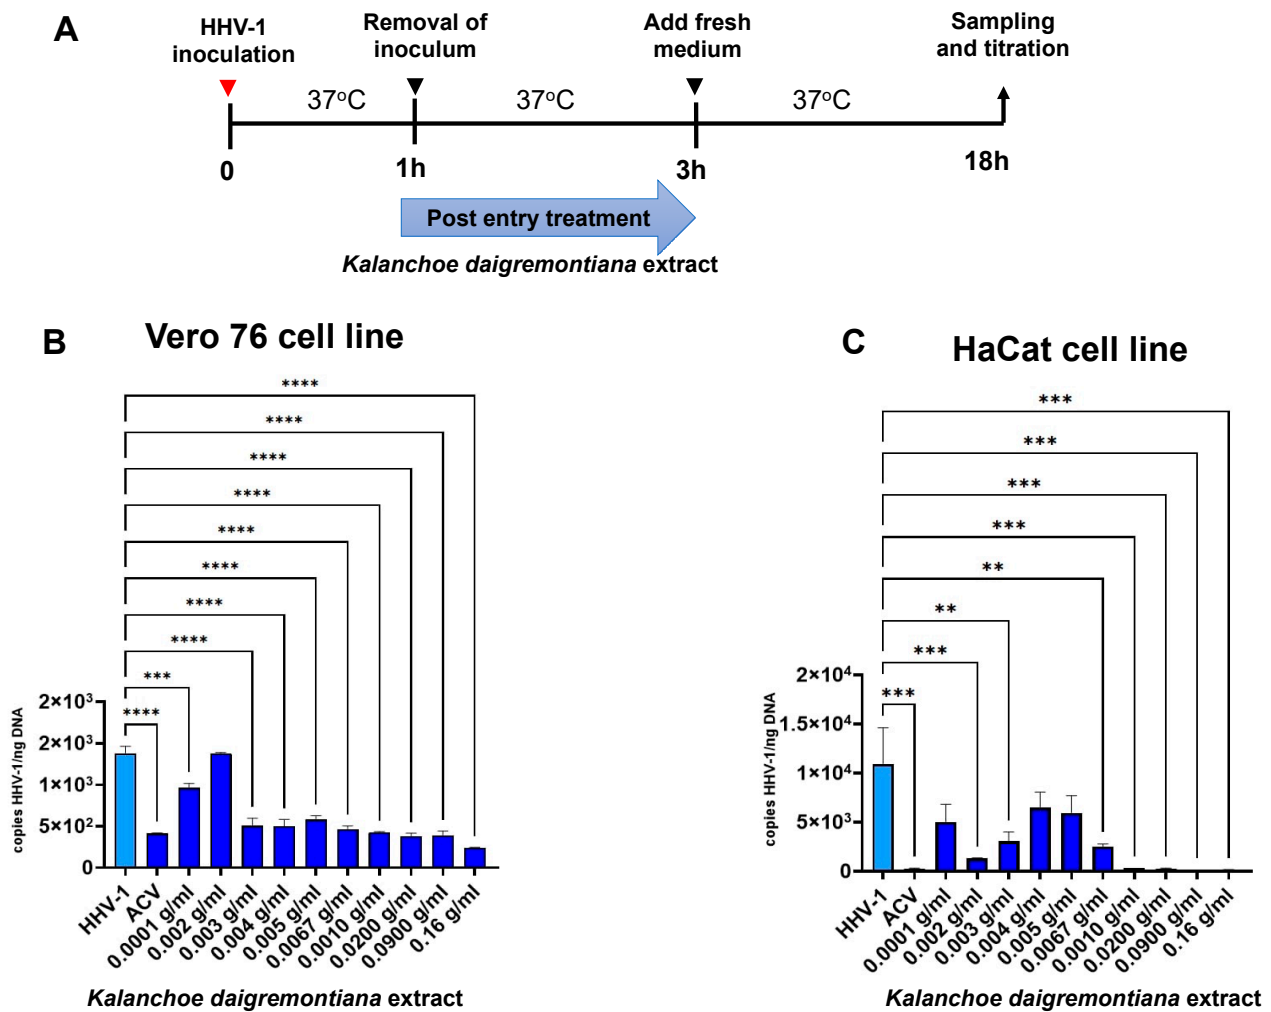 A
HHV-1
inoculation
Removal of
inoculum
Add fresh
medium
Sampling
and titration
37°C
37°C
37°C
0
1h
3h
18h
Post entry treatment
Kalanchoe daigremontiana extract
B
Vero 76 cell line
****
****
****
****
****
****
****
****
***
****
copies HHV-1/ng DNA
2×10³
2×10³
1×10³
5×10²
0
HHV-1
ACV
0.0001 g/ml
0.002 g/ml
0.003 g/ml
0.004 g/ml
0.005 g/ml
0.0067 g/ml
0.0010 g/ml
0.0200 g/ml
0.0900 g/ml
0.16 g/ml
Kalanchoe daigremontiana extract
C
HaCat cell line
***
***
***
***
**
**
***
***
copies HHV-1/ng DNA
2×10⁴
1.5×10⁴
1×10⁴
5×10³
0
HHV-1
ACV
0.0001 g/ml
0.002 g/ml
0.003 g/ml
0.004 g/ml
0.005 g/ml
0.0067 g/ml
0.0010 g/ml
0.0200 g/ml
0.0900 g/ml
0.16 g/ml
Kalanchoe daigremontiana extract